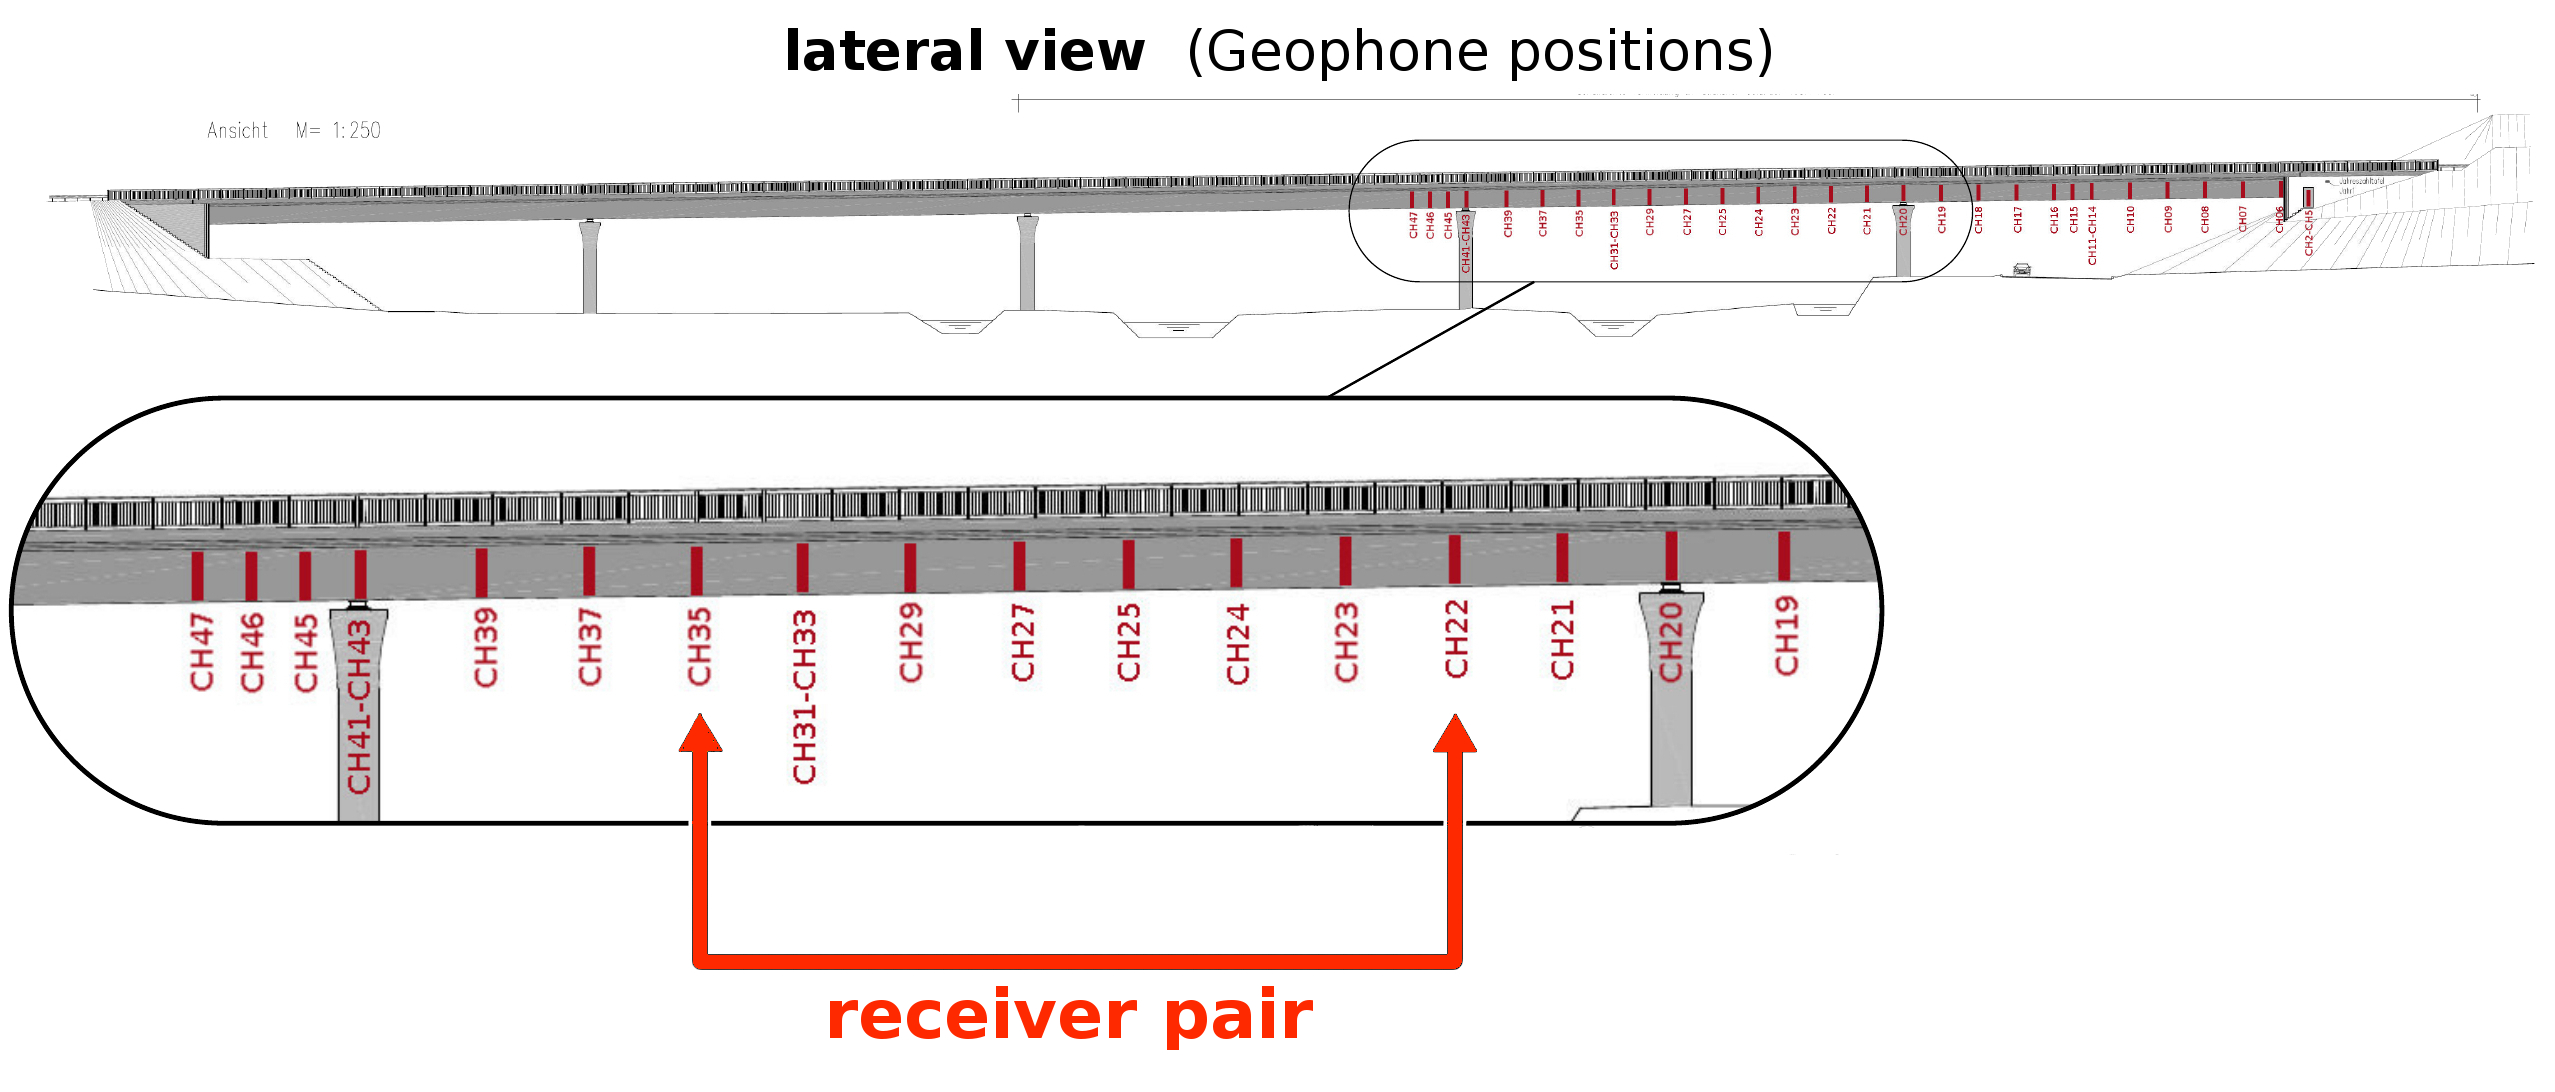 lateral view (Geophone positions)
Ansicht M= 1:250
Jahreszahltafel
CH47
CH46
CH45
CH41-CH43
CH39
CH37
CH35
CH31-CH33
CH29
CH27
CH25
CH24
CH23
CH22
CH21
CH20
CH19
CH18
CH17
CH16
CH15
CH11-CH14
CH10
CH09
CH08
CH07
CH06
CH2-CH5
CH47
CH46
CH45
CH41-CH43
CH39
CH37
CH35
CH31-CH33
CH29
CH27
CH25
CH24
CH23
CH22
CH21
CH20
CH19
receiver pair